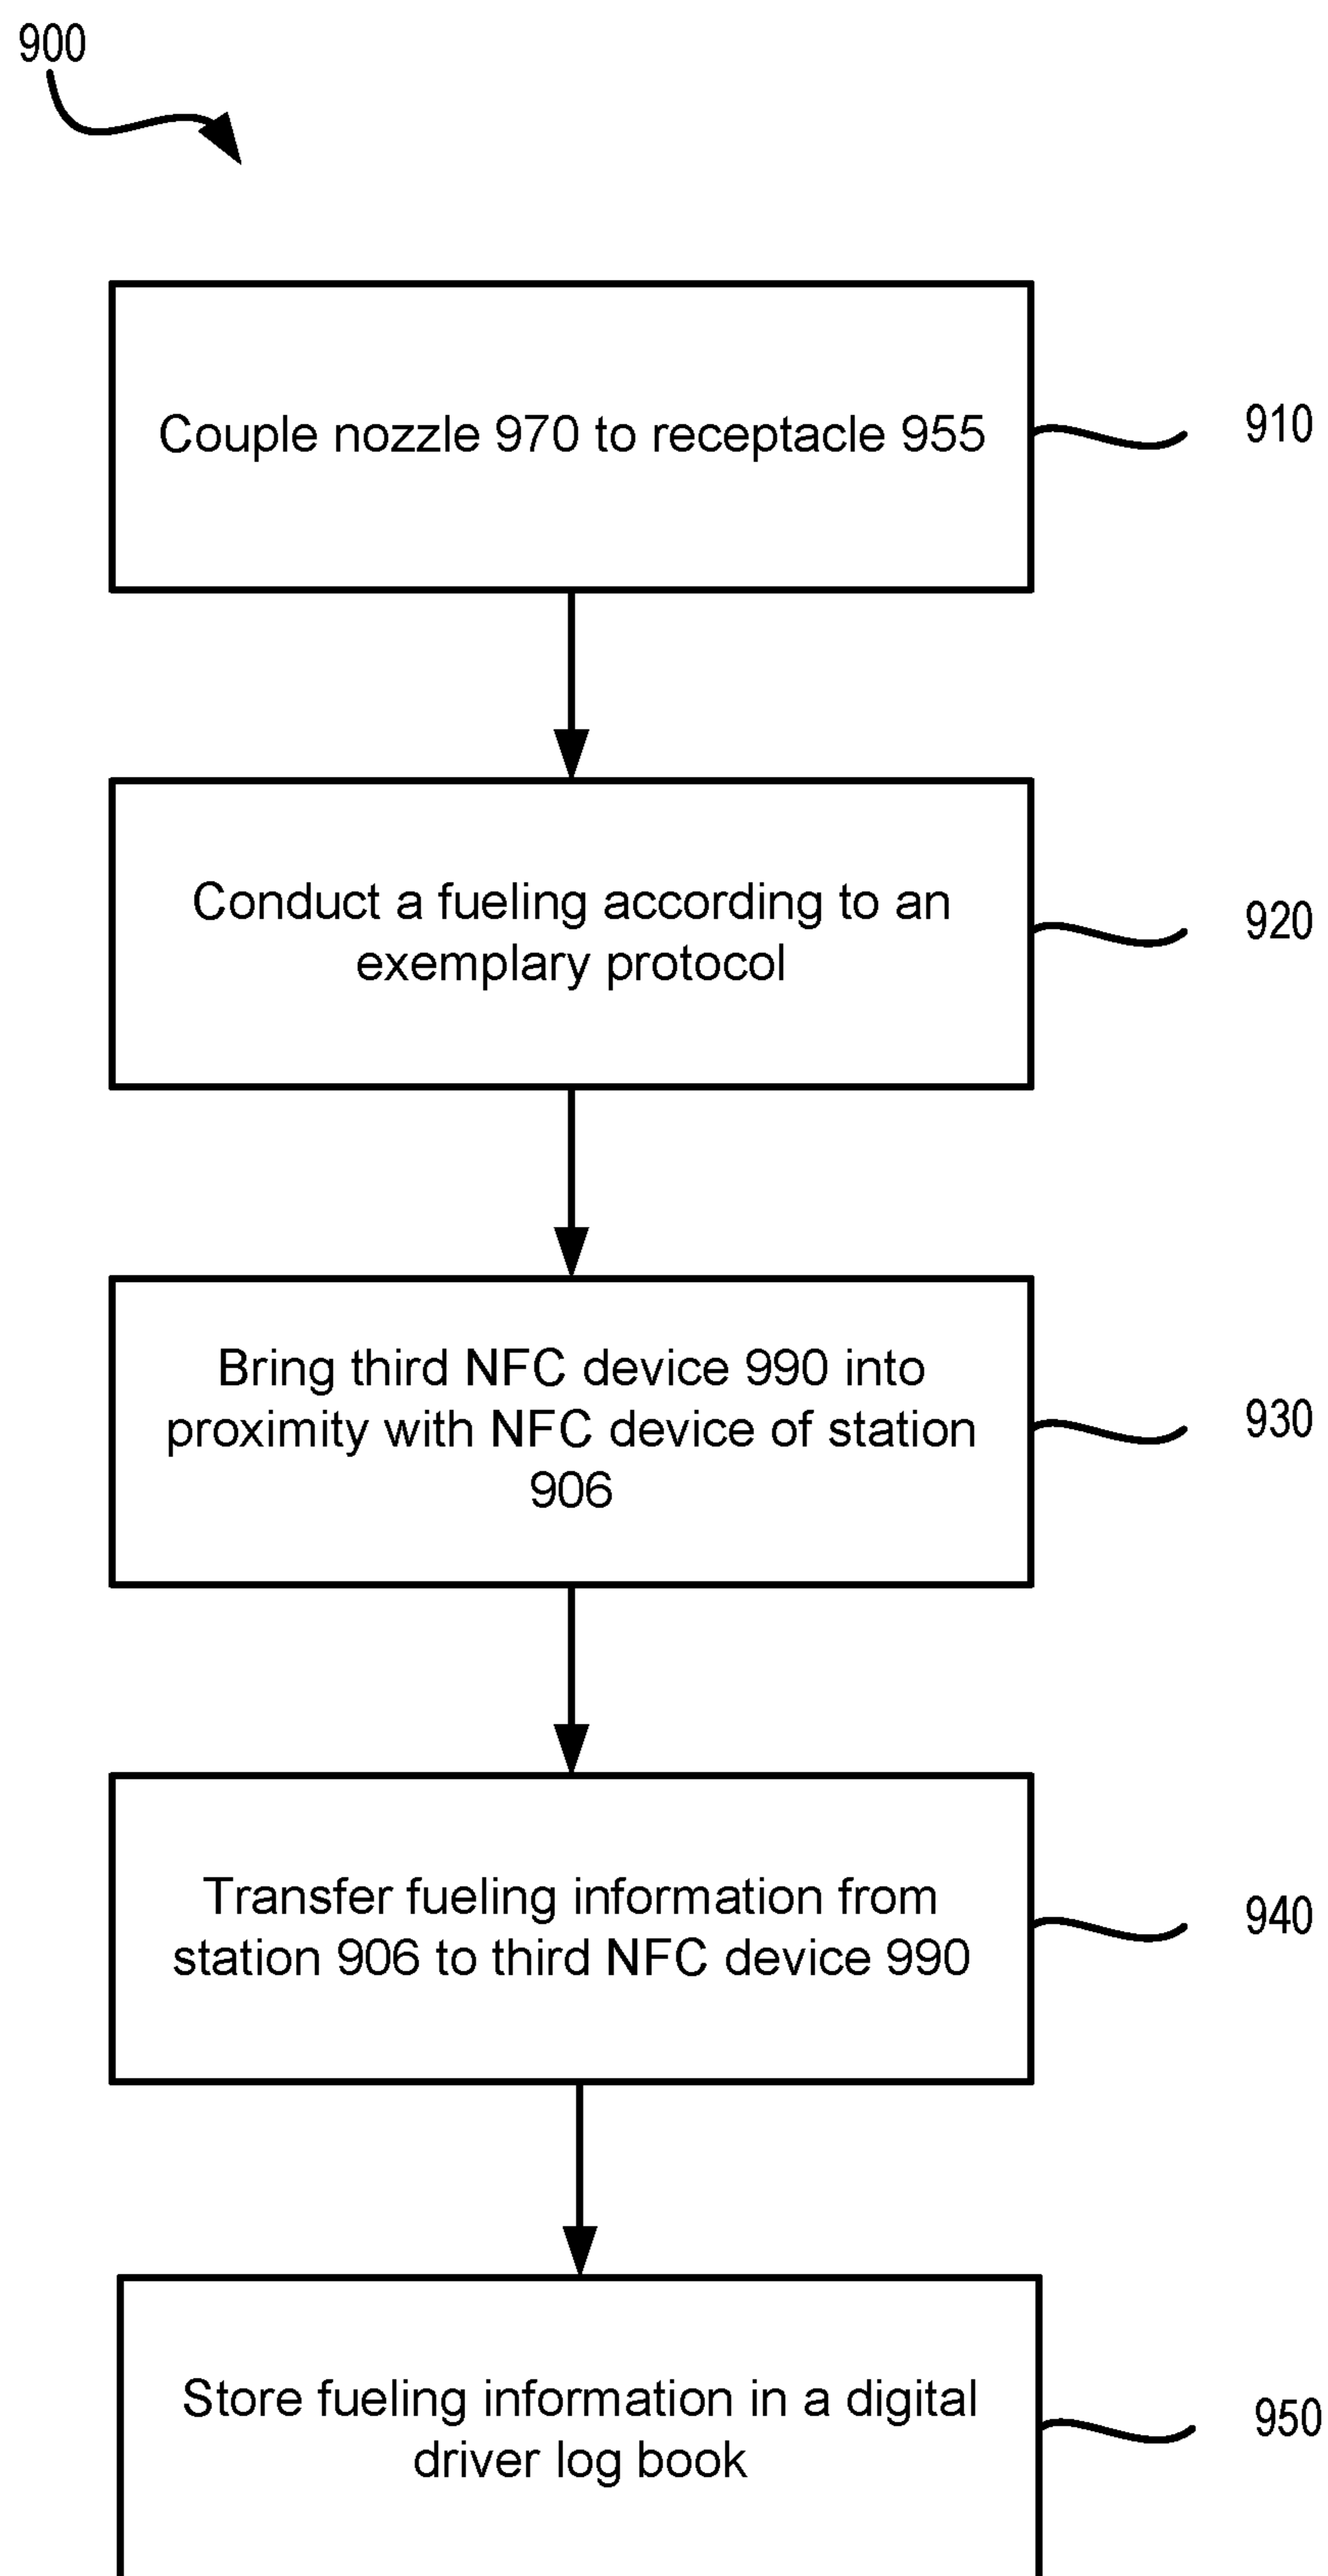 900
Couple nozzle 970 to receptacle 955
910
Conduct a fueling according to an
exemplary protocol
920
Bring third NFC device 990 into
proximity with NFC device of station
906
930
Transfer fueling information from
station 906 to third NFC device 990
940
Store fueling information in a digital
driver log book
950